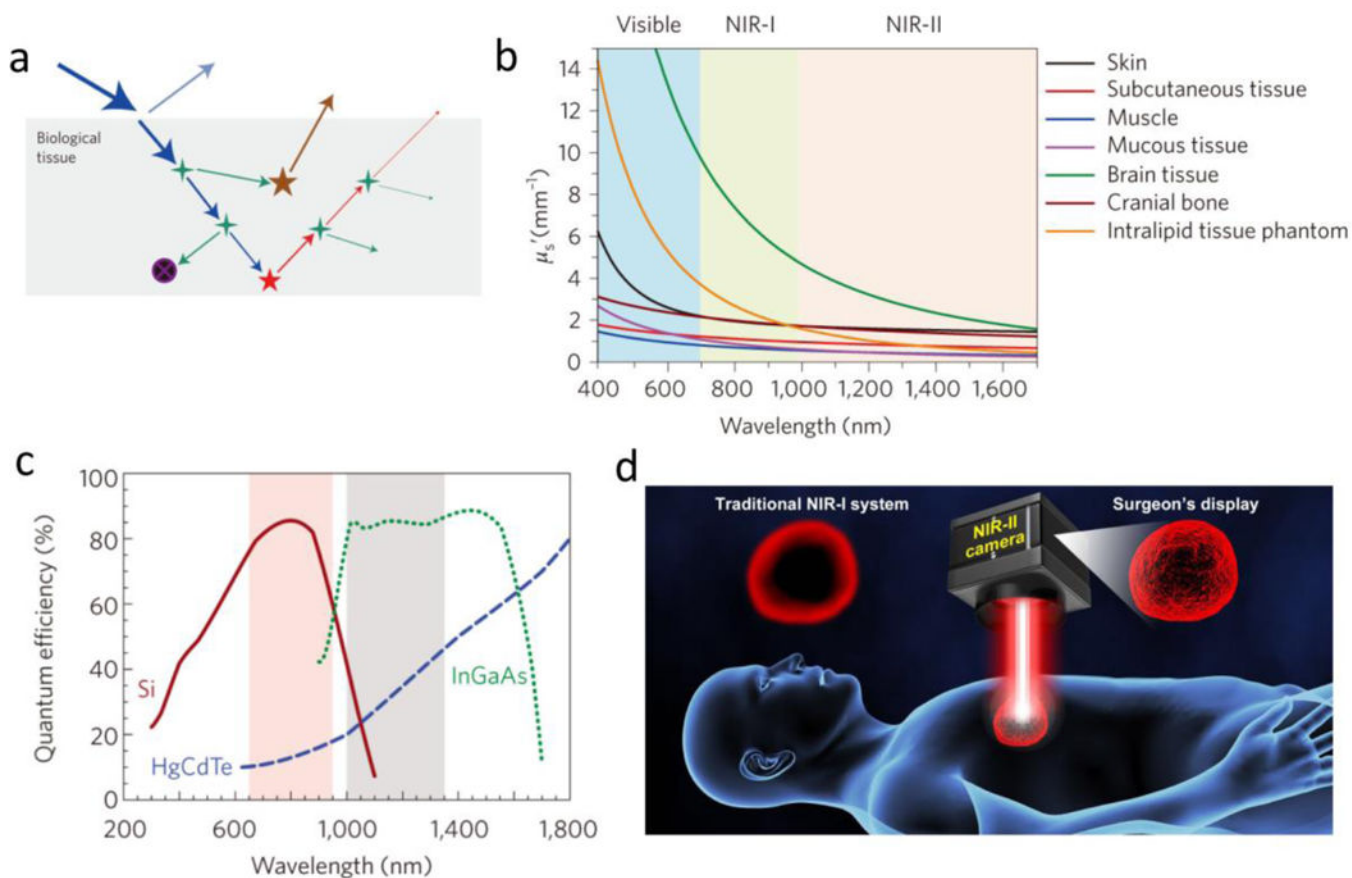 a
Biological
tissue
b
Visible
NIR-I
NIR-II
14
12
10
8
6
4
2
0
μs′(mm⁻¹)
400
600
800
1,000
1,200
1,400
1,600
Wavelength (nm)
Skin
Subcutaneous tissue
Muscle
Mucous tissue
Brain tissue
Cranial bone
Intralipid tissue phantom
c
100
80
60
40
20
0
Quantum efficiency (%)
Si
HgCdTe
InGaAs
200
600
1,000
1,400
1,800
Wavelength (nm)
d
Traditional NIR-I system
NIR-II
camera
Surgeon's display